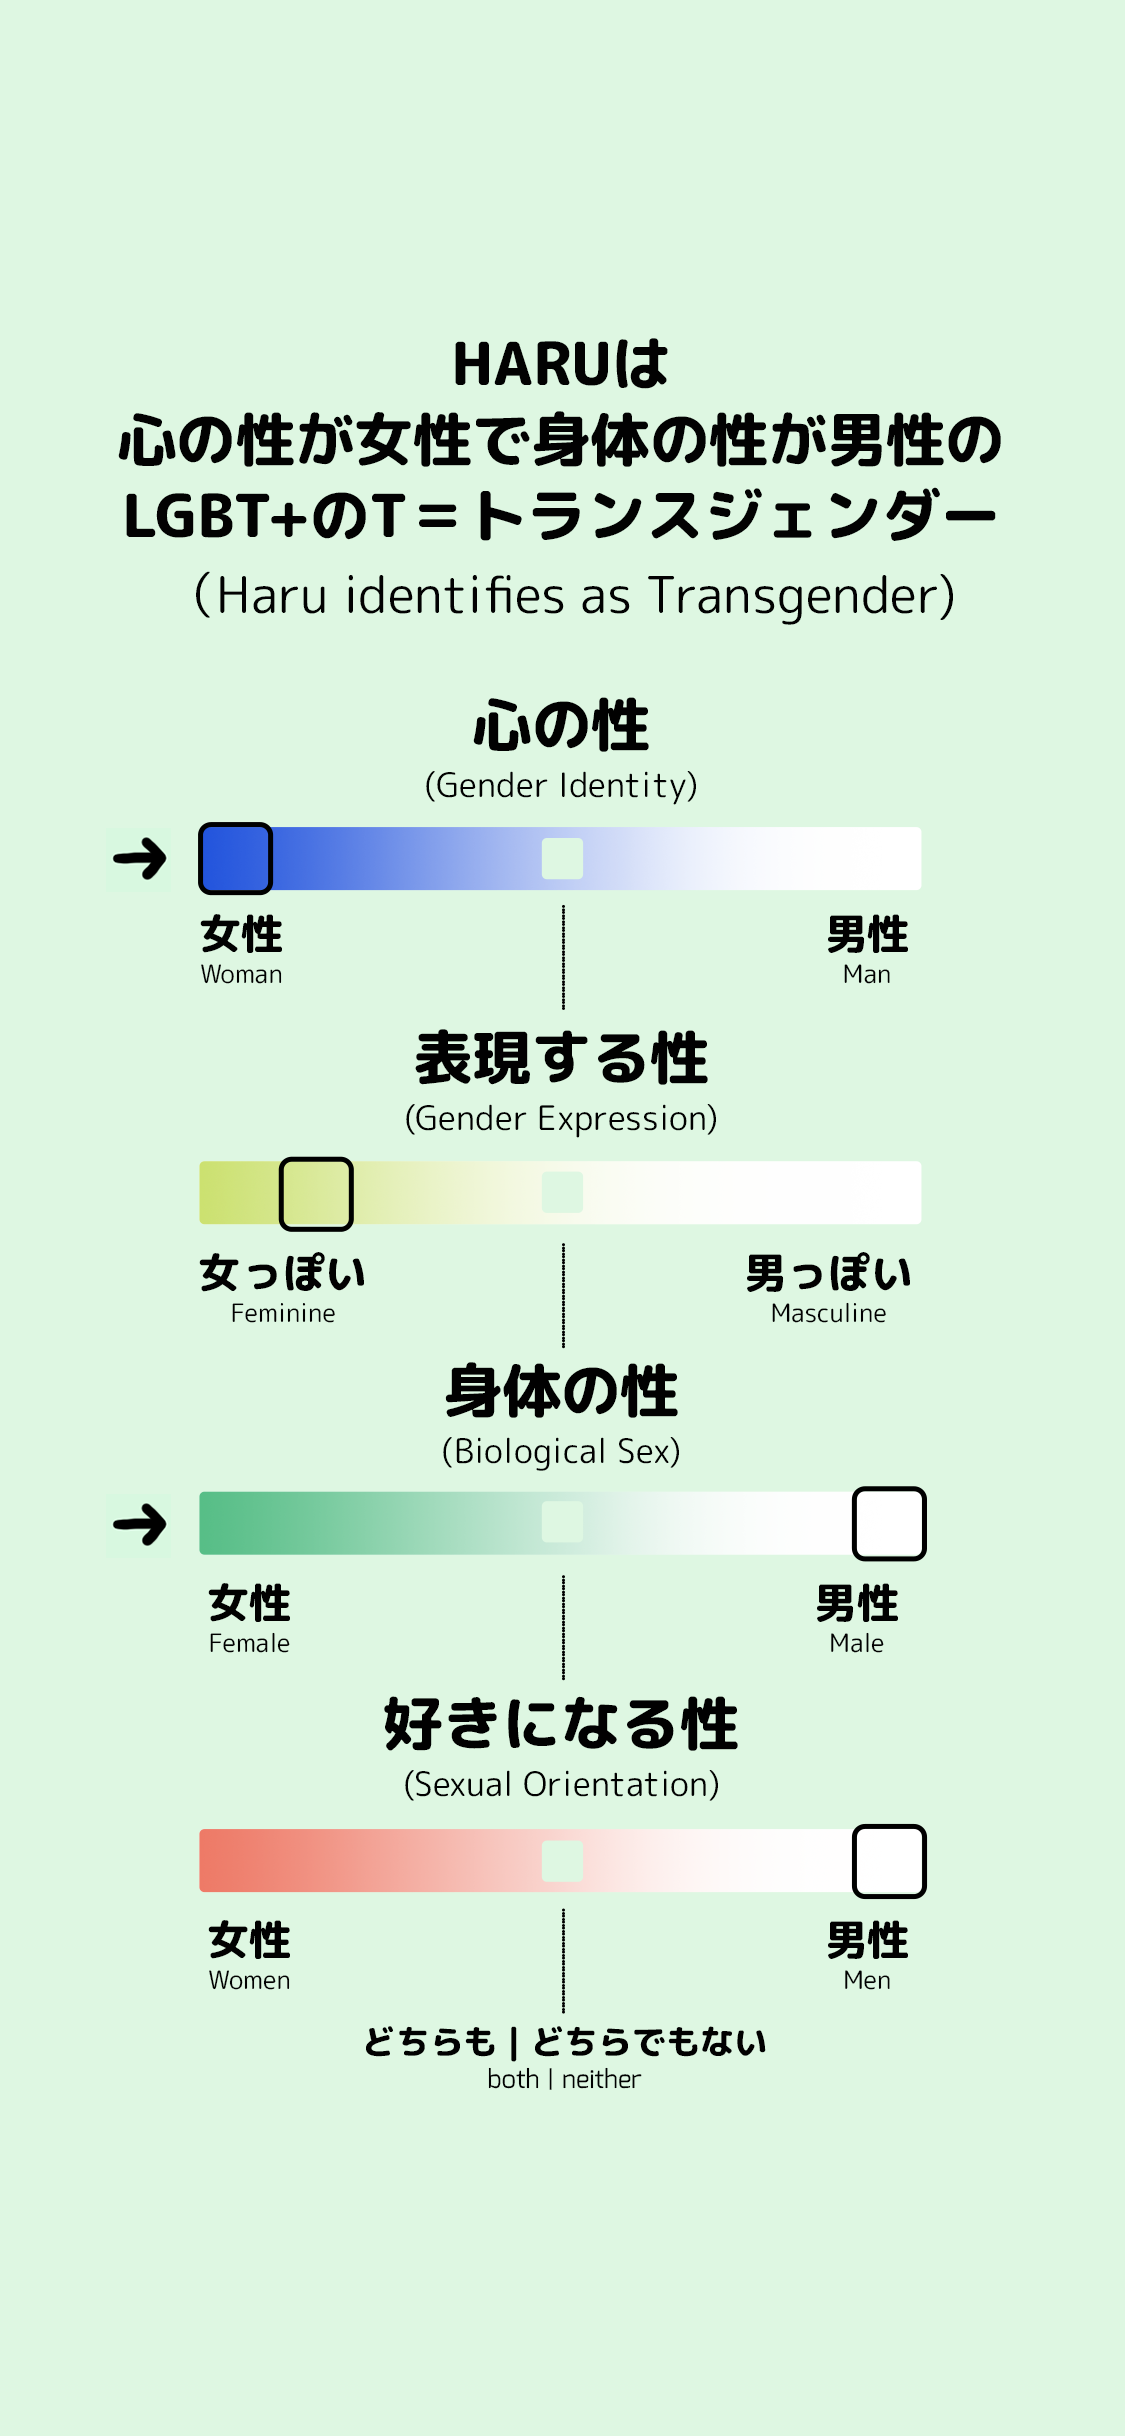 HARUは
心の性が女性で身体の性が男性の
LGBT+のT＝トランスジェンダー
(Haru identifies as Transgender)
心の性
(Gender Identity)
→
女性 男性
Woman Man
表現する性
(Gender Expression)
女っぽい 男っぽい
Feminine Masculine
身体の性
(Biological Sex)
→
女性 男性
Female Male
好きになる性
(Sexual Orientation)
女性 男性
Women Men
どちらも | どちらでもない
both | neither